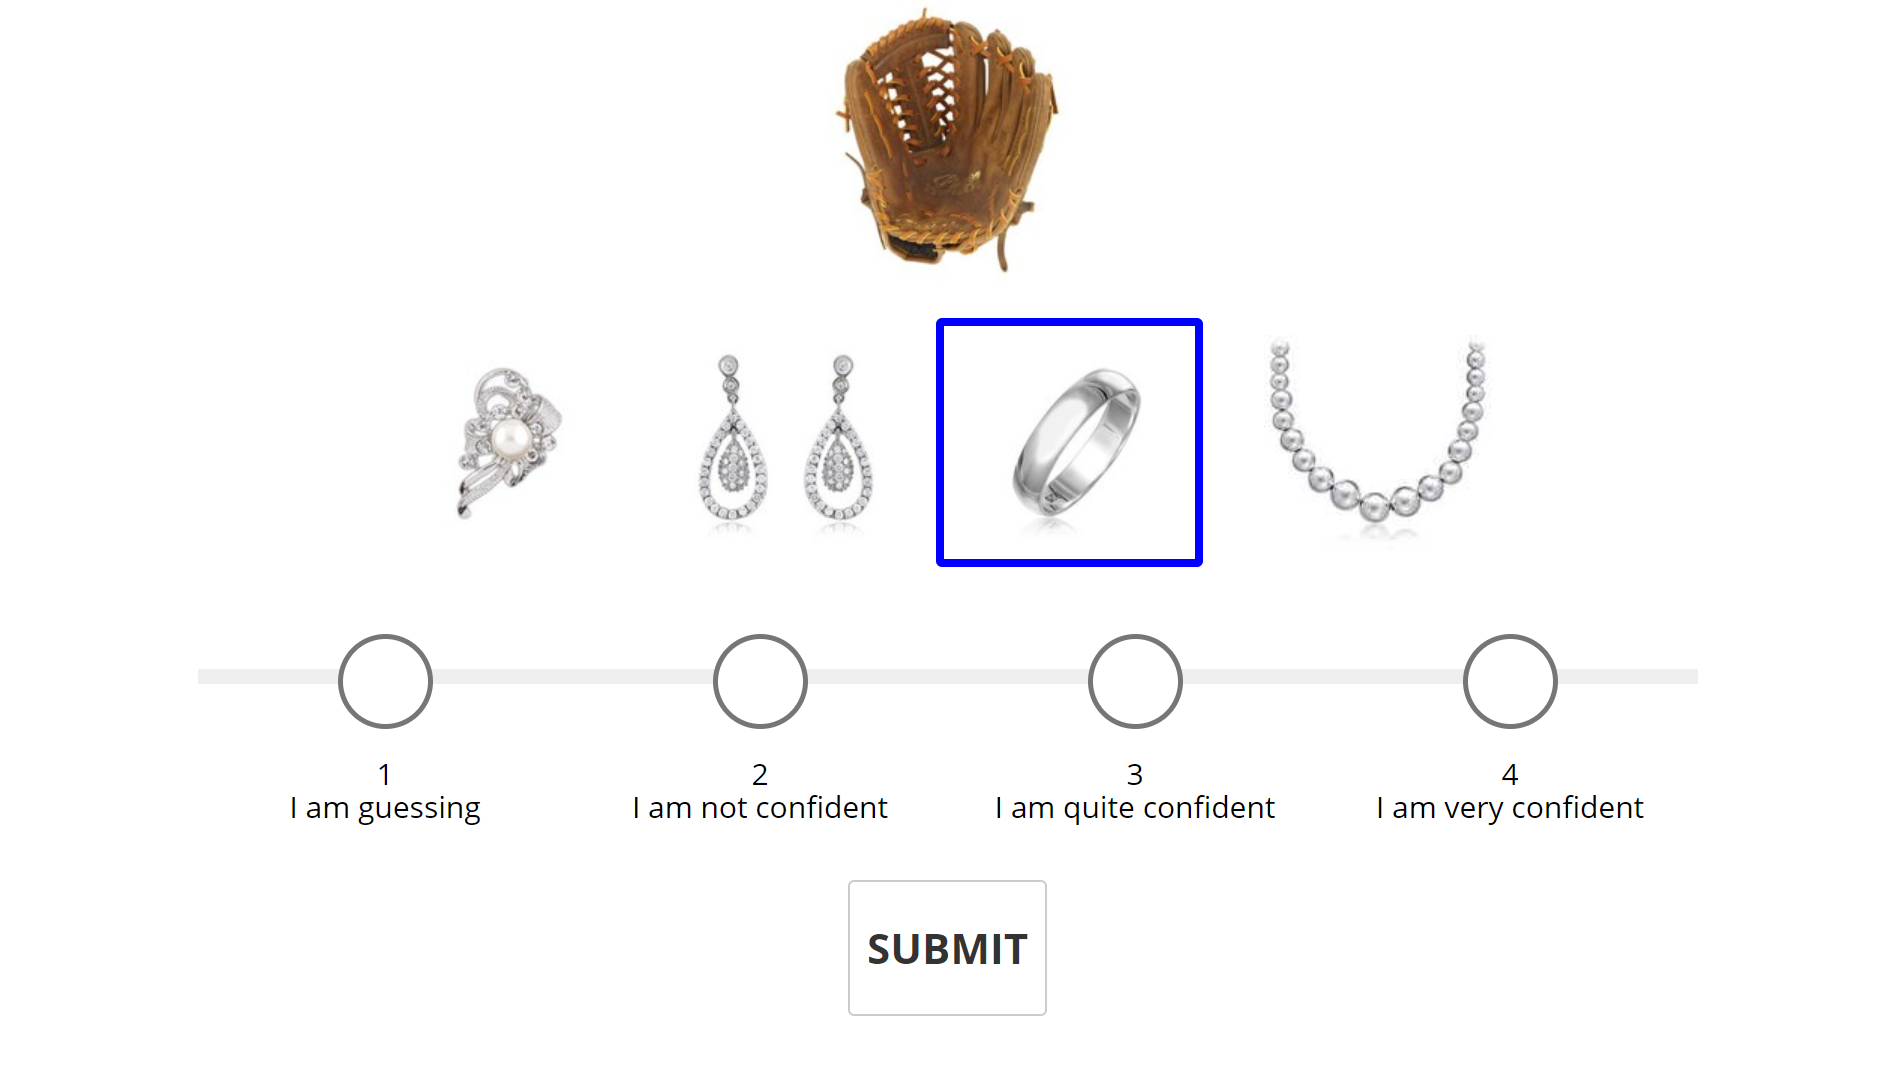 1
I am guessing
2
I am not confident
3
I am quite confident
4
I am very confident
SUBMIT